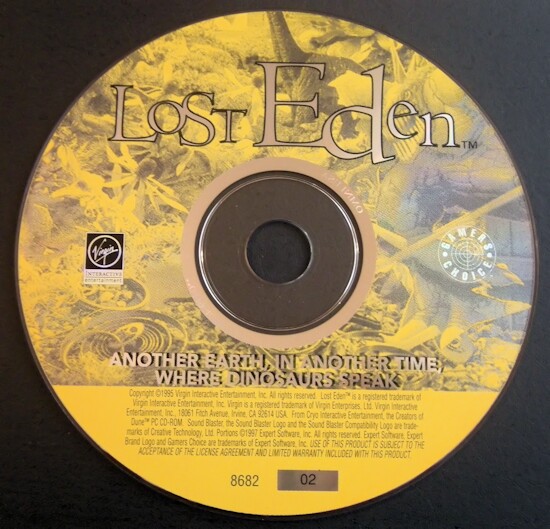 LOST EDEN™
Virgin
INTERACTIVE
entertainment
GAMERS CHOICE
ANOTHER EARTH, IN ANOTHER TIME,
WHERE DINOSAURS SPEAK
Copyright ©1995 Virgin Interactive Entertainment, Inc. All rights reserved. Lost Eden™ is a registered trademark of
Virgin Interactive Entertainment, Inc. Virgin is a registered trademark of Virgin Enterprises, Ltd. Virgin Interactive
Entertainment, Inc., 18061 Fitch Avenue, Irvine, CA 92614 USA. From Cryo Interactive Entertainment, the Creators of
Dune™ PC CD-ROM. Sound Blaster, the Sound Blaster Logo and the Sound Blaster Compatibility Logo are trade-
marks of Creative Technology, Ltd. Portions ©1997 Expert Software, Inc. All rights reserved. Expert Software, Expert
Brand Logo and Gamers Choice are trademarks of Expert Software, Inc. USE OF THIS PRODUCT IS SUBJECT TO THE
ACCEPTANCE OF THE LICENSE AGREEMENT AND LIMITED WARRANTY INCLUDED WITH THIS PRODUCT.
8682 02